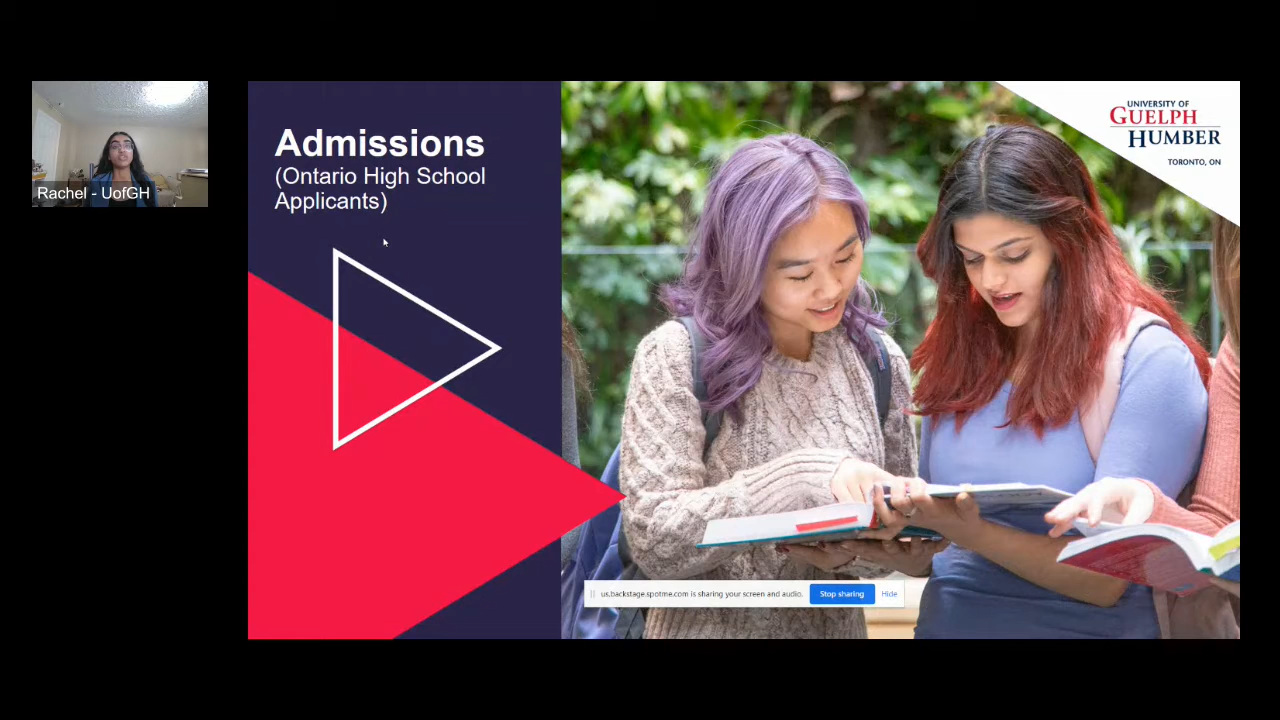 Rachel - UofGH
Admissions
(Ontario High School
Applicants)
UNIVERSITY OF
GUELPH
HUMBER
TORONTO, ON
us.backstage.spotme.com is sharing your screen and audio.
Stop sharing
Hide